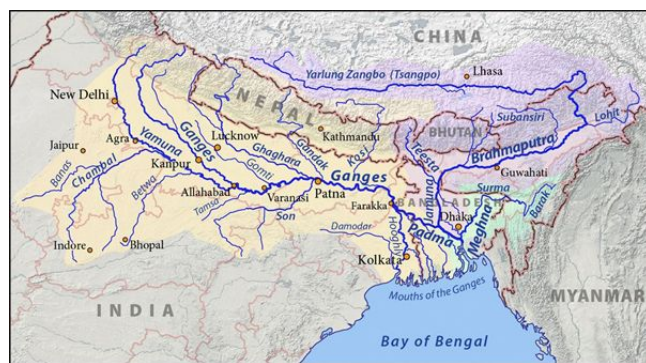 CHINA
Yarlung Zangbo (Tsangpo)
Lhasa
New Delhi
NEPAL
Subansiri
Lohit
BHUTAN
Agra
Yamuna
Ganges
Lucknow
Ghaghara
Gandak
Kathmandu
Kosi
Teesta
Brahmaputra
Jaipur
Banas
Chambal
Kanpur
Gomti
Ganges
Jamuna
Guwahati
Betwa
Allahabad
Varanasi
Patna
Farakka
BANGLADESH
Surma
Barak
Tamsa
Son
Dhaka
Meghna
Padma
Indore
Bhopal
Damodar
Hooghly
Kolkata
Mouths of the Ganges
INDIA
MYANMAR
Bay of Bengal